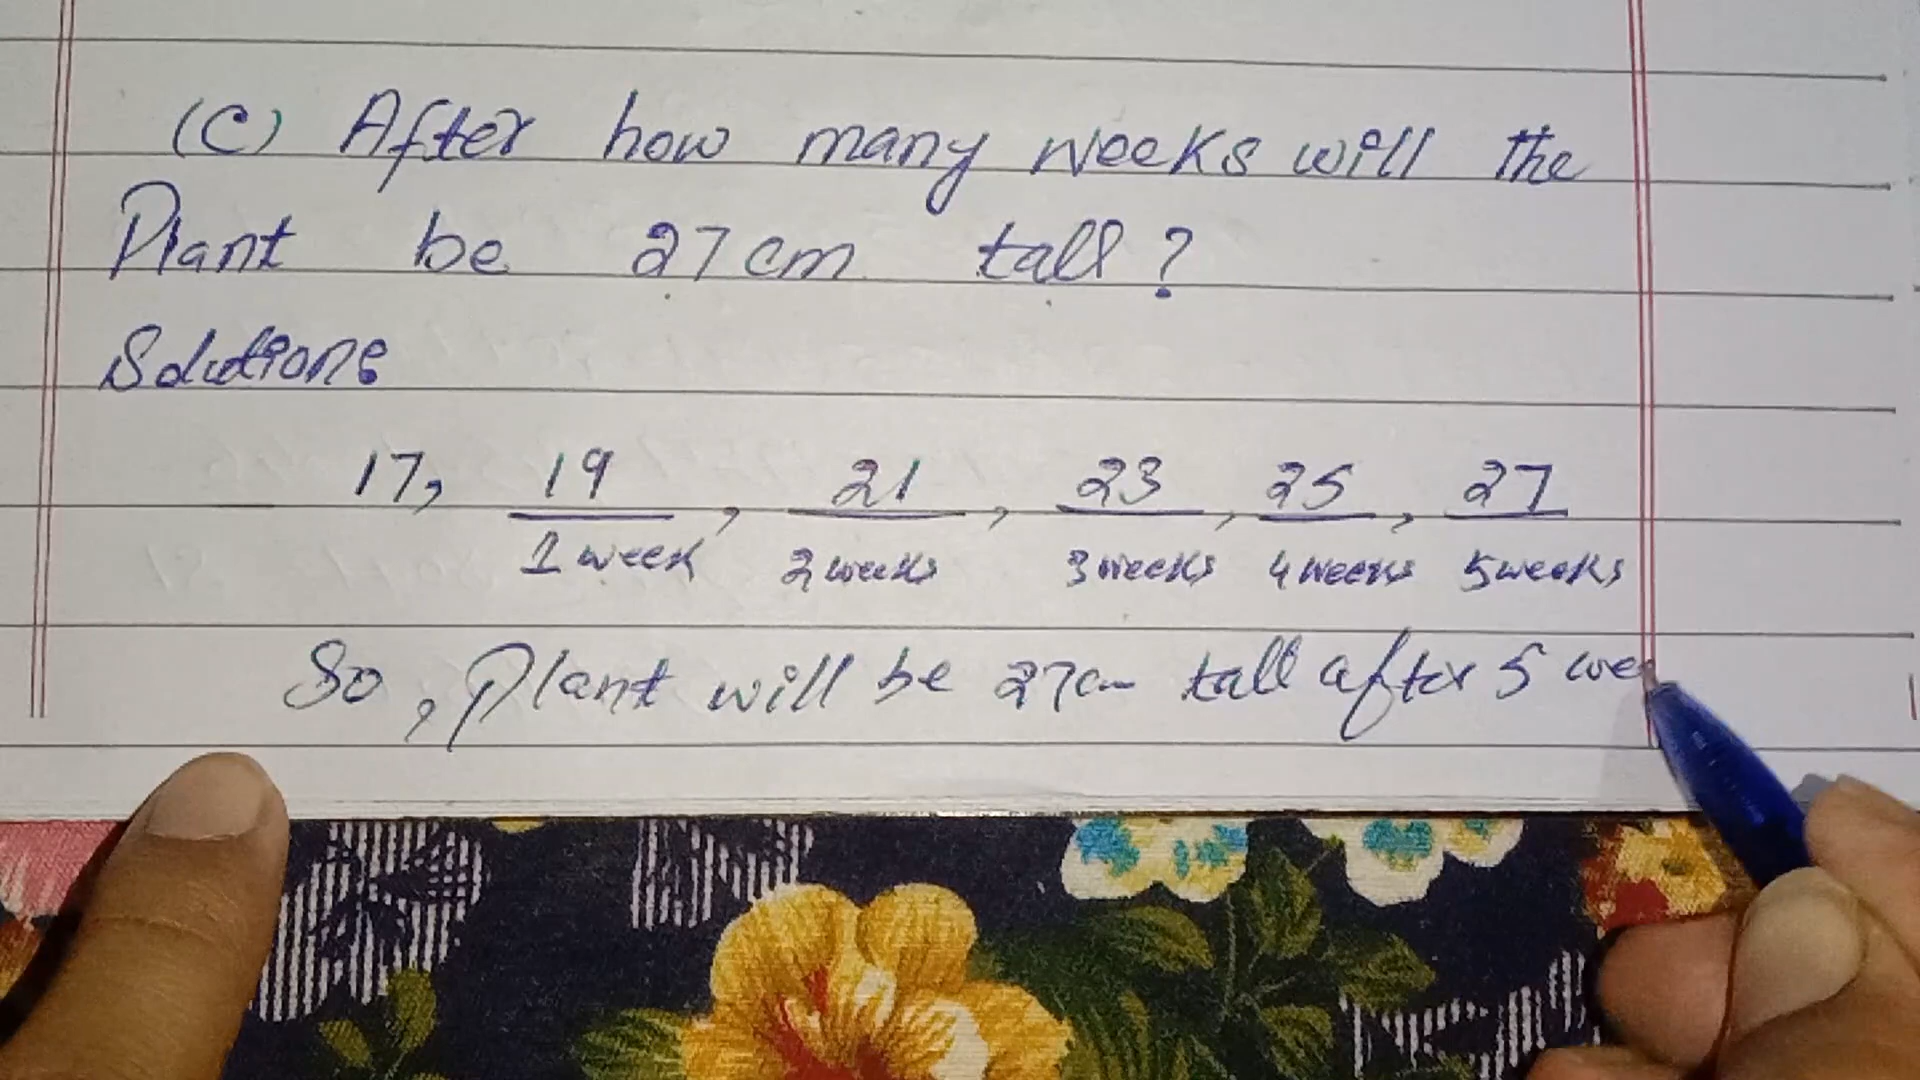 (C) After how many weeks will the
Plant be 27cm tall?
Solution:
17, 19, 21, 23, 25, 27
1 week 2 weeks 3 weeks 4 weeks 5 weeks
So, Plant will be 27cm tall after 5 wee